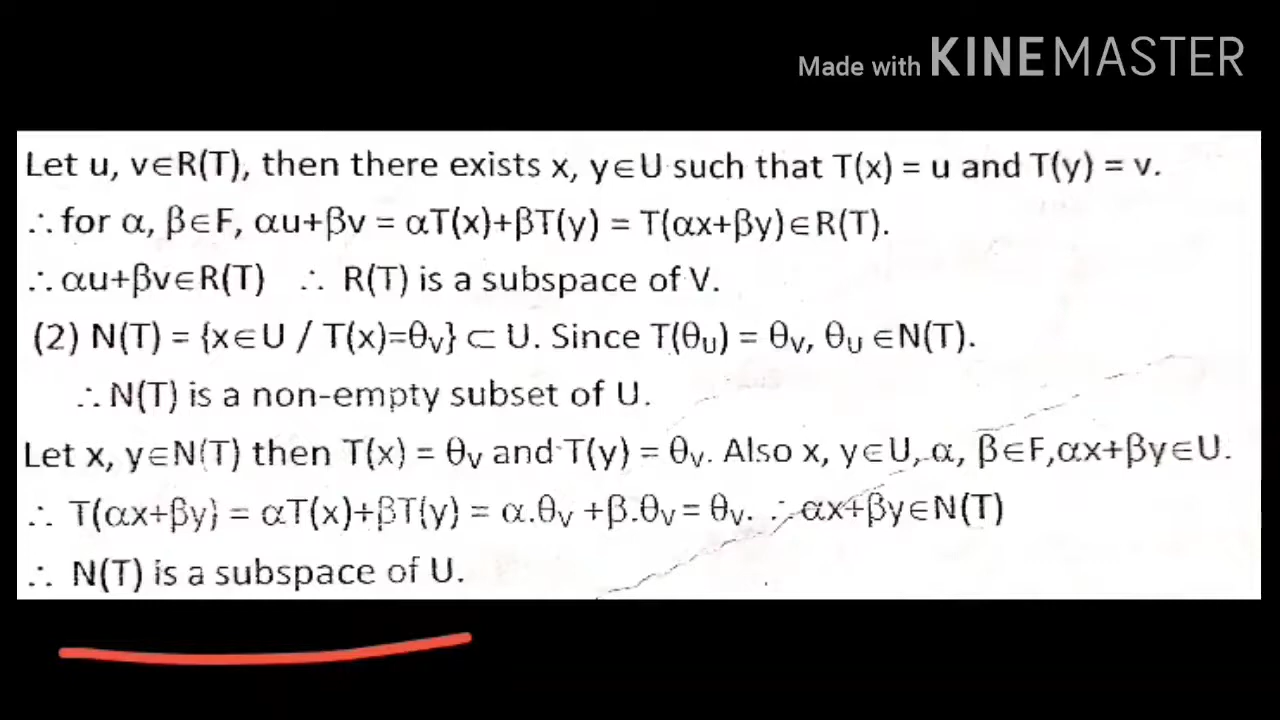 Made with KINEMASTER
Let u, v∈R(T), then there exists x, y∈U such that T(x) = u and T(y) = v.
∴ for α, β∈F, αu+βv = αT(x)+βT(y) = T(αx+βy)∈R(T).
∴ αu+βv∈R(T) ∴ R(T) is a subspace of V.
(2) N(T) = {x∈U / T(x)=θᵥ} ⊂ U. Since T(θᵤ) = θᵥ, θᵤ ∈N(T).
∴ N(T) is a non-empty subset of U.
Let x, y∈N(T) then T(x) = θᵥ and T(y) = θᵥ. Also x, y∈U, α, β∈F,αx+βy∈U.
∴ T(αx+βy) = αT(x)+βT(y) = α.θᵥ +β.θᵥ = θᵥ. ∴ αx+βy∈N(T)
∴ N(T) is a subspace of U.